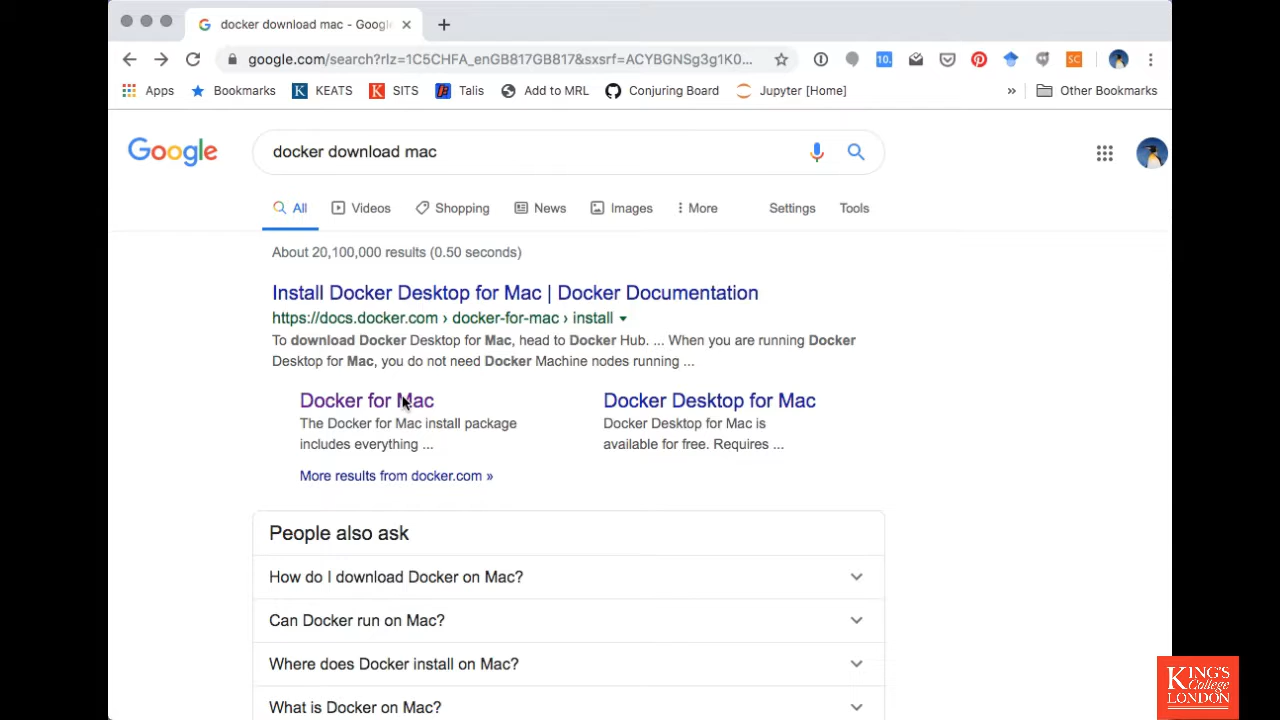 docker download mac - Googl
google.com/search?rlz=1C5CHFA_enGB817GB817&sxsrf=ACYBGNSg3g1K0...
10.
SC
Apps
Bookmarks
K KEATS
K SITS
Talis
Add to MRL
Conjuring Board
Jupyter [Home]
»
Other Bookmarks
Google
docker download mac
All
Videos
Shopping
News
Images
More
Settings
Tools
About 20,100,000 results (0.50 seconds)
Install Docker Desktop for Mac | Docker Documentation
https://docs.docker.com › docker-for-mac › install
To download Docker Desktop for Mac, head to Docker Hub. ... When you are running Docker
Desktop for Mac, you do not need Docker Machine nodes running ...
Docker for Mac
The Docker for Mac install package
includes everything ...
Docker Desktop for Mac
Docker Desktop for Mac is
available for free. Requires ...
More results from docker.com »
People also ask
How do I download Docker on Mac?
Can Docker run on Mac?
Where does Docker install on Mac?
What is Docker on Mac?
KING'S
College
LONDON